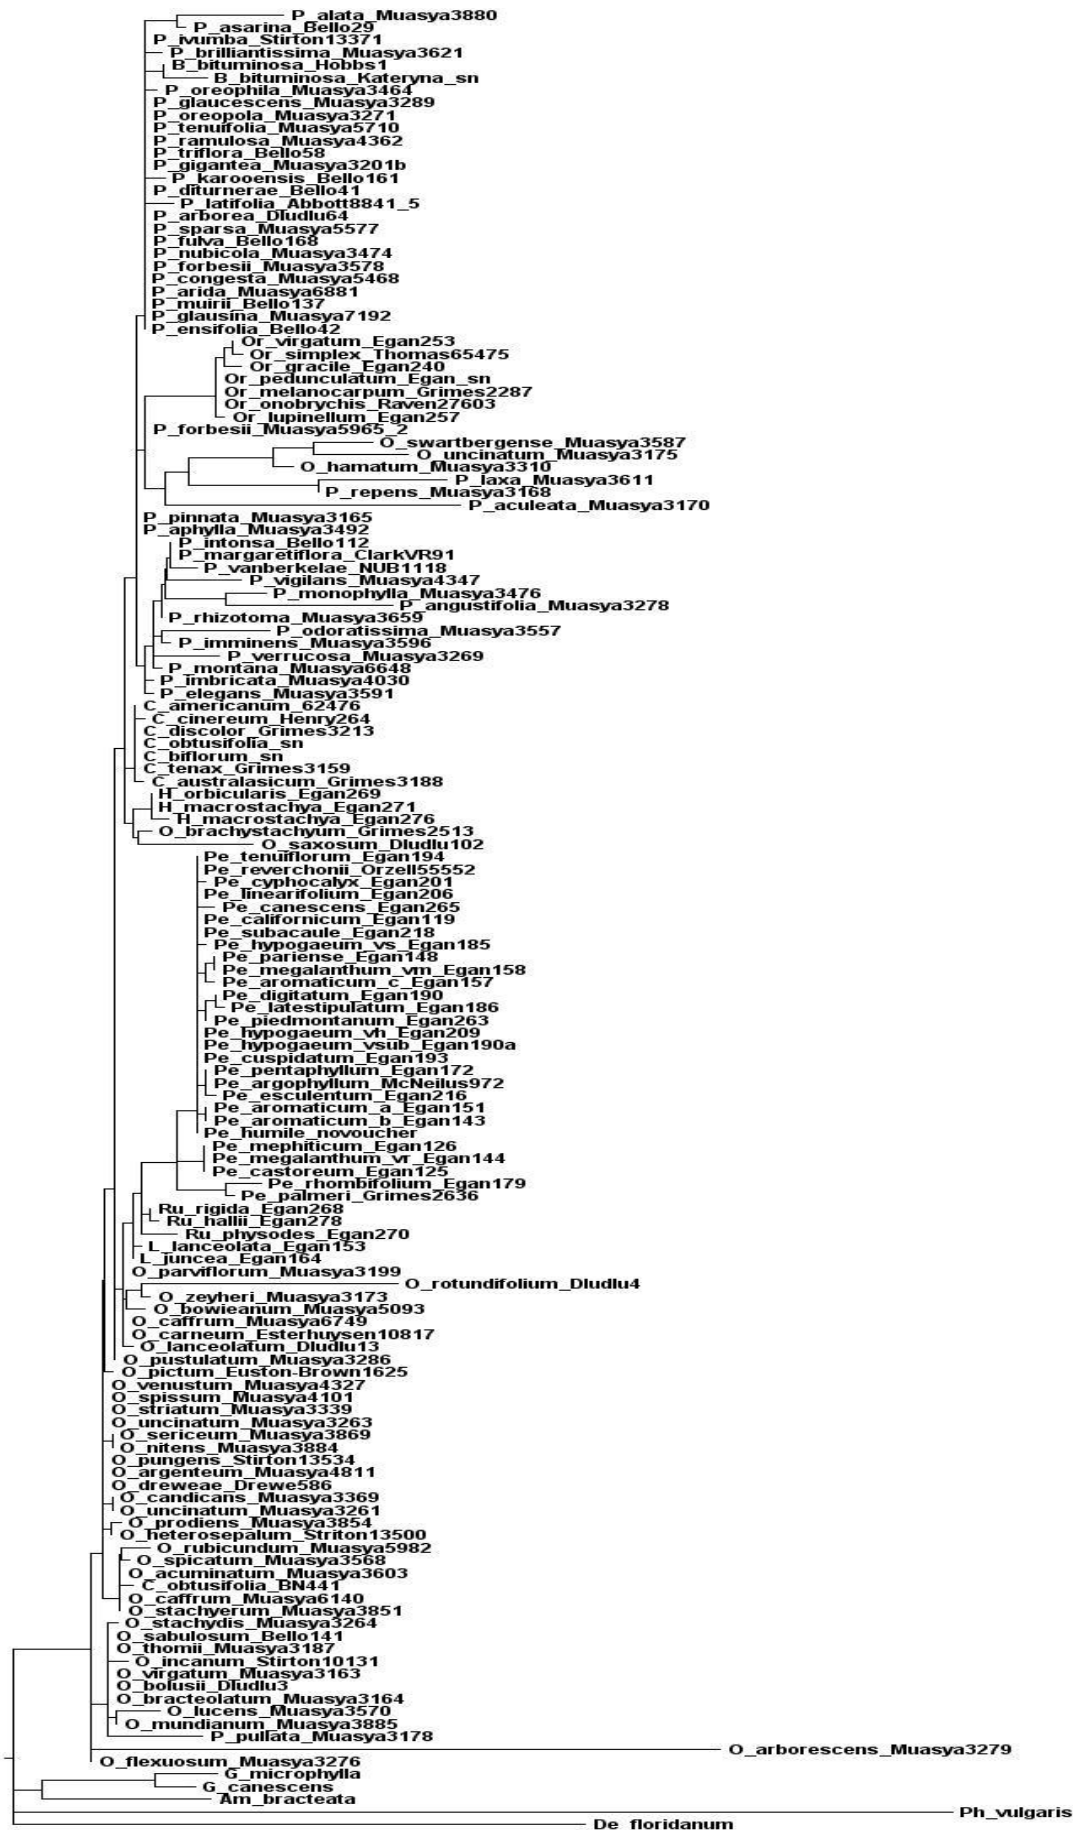 P_alata_Muasya3880
P_asarina_Bello29
P_ivumba_Stirton13371
P_brilliantissima_Muasya3621
B_bituminosa_Hobbs1
B_bituminosa_Kateryna_sn
P_oreophila_Muasya3464
P_glaucescens_Muasya3289
P_oreopola_Muasya3271
P_tenuifolia_Muasya5710
P_ramulosa_Muasya4362
P_triflora_Bello58
P_gigantea_Muasya3201b
P_karooensis_Bello161
P_diturnerae_Bello41
P_latifolia_Abbott8841_5
P_arborea_Dludlu64
P_sparsa_Muasya5577
P_fulva_Bello168
P_nubicola_Muasya3474
P_forbesii_Muasya3578
P_congesta_Muasya5468
P_arida_Muasya6881
P_muirii_Bello137
P_glausina_Muasya7192
P_ensifolia_Bello42
Or_virgatum_Egan253
Or_simplex_Thomas65475
Or_gracile_Egan240
Or_pedunculatum_Egan_sn
Or_melanocarpum_Grimes2287
Or_onobrychis_Raven27603
Or_lupinellum_Egan257
P_forbesii_Muasya5965_2
O_swartbergense_Muasya3587
O_uncinatum_Muasya3175
O_hamatum_Muasya3310
P_laxa_Muasya3611
P_repens_Muasya3168
P_aculeata_Muasya3170
P_pinnata_Muasya3165
P_aphylla_Muasya3492
P_intonsa_Bello112
P_margaretiflora_ClarkVR91
P_vanberkelae_NUB1118
P_vigilans_Muasya4347
P_monophylla_Muasya3476
P_angustifolia_Muasya3278
P_rhizotoma_Muasya3659
P_odoratissima_Muasya3557
P_imminens_Muasya3596
P_verrucosa_Muasya3269
P_montana_Muasya6648
P_imbricata_Muasya4030
P_elegans_Muasya3591
C_americanum_62476
C_cinereum_Henry264
C_discolor_Grimes3213
C_obtusifolia_sn
C_biflorum_sn
C_tenax_Grimes3159
C_australasicum_Grimes3188
H_orbicularis_Egan269
H_macrostachya_Egan271
H_macrostachya_Egan276
O_brachystachyum_Grimes2513
O_saxosum_Dludlu102
Pe_tenuiflorum_Egan194
Pe_reverchonii_Orzell55552
Pe_cyphocalyx_Egan201
Pe_linearifolium_Egan206
Pe_canescens_Egan265
Pe_californicum_Egan119
Pe_subacaule_Egan218
Pe_hypogaeum_vs_Egan185
Pe_pariense_Egan148
Pe_megalanthum_vm_Egan158
Pe_aromaticum_c_Egan157
Pe_digitatum_Egan190
Pe_latestipulatum_Egan186
Pe_piedmontanum_Egan263
Pe_hypogaeum_vh_Egan209
Pe_hypogaeum_vsub_Egan190a
Pe_cuspidatum_Egan193
Pe_pentaphyllum_Egan172
Pe_argophyllum_McNeilus972
Pe_esculentum_Egan216
Pe_aromaticum_a_Egan151
Pe_aromaticum_b_Egan143
Pe_humile_novoucher
Pe_mephiticum_Egan126
Pe_megalanthum_vr_Egan144
Pe_castoreum_Egan125
Pe_rhombifolium_Egan179
Pe_palmeri_Grimes2636
Ru_rigida_Egan268
Ru_hallii_Egan278
Ru_physodes_Egan270
L_lanceolata_Egan153
L_juncea_Egan164
O_parviflorum_Muasya3199
O_rotundifolium_Dludlu4
O_zeyheri_Muasya3173
O_bowieanum_Muasya5093
O_caffrum_Muasya6749
O_carneum_Esterhuysen10817
O_lanceolatum_Dludlu13
O_pustulatum_Muasya3286
O_pictum_Euston-Brown1625
O_venustum_Muasya4327
O_spissum_Muasya4101
O_striatum_Muasya3339
O_uncinatum_Muasya3263
O_sericeum_Muasya3869
O_nitens_Muasya3884
O_pungens_Stirton13534
O_argenteum_Muasya4811
O_dreweae_Drewe586
O_candicans_Muasya3369
O_uncinatum_Muasya3261
O_prodiens_Muasya3854
O_heterosepalum_Striton13500
O_rubicundum_Muasya5982
O_spicatum_Muasya3568
O_acuminatum_Muasya3603
C_obtusifolia_BN441
O_caffrum_Muasya6140
O_stachyerum_Muasya3851
O_stachydis_Muasya3264
O_sabulosum_Bello141
O_thomii_Muasya3187
O_incanum_Stirton10131
O_virgatum_Muasya3163
O_bolusii_Dludlu3
O_bracteolatum_Muasya3164
O_lucens_Muasya3570
O_mundianum_Muasya3885
P_pullata_Muasya3178
O_arborescens_Muasya3279
O_flexuosum_Muasya3276
G_microphylla
G_canescens
Am_bracteata
Ph_vulgaris
De_floridanum